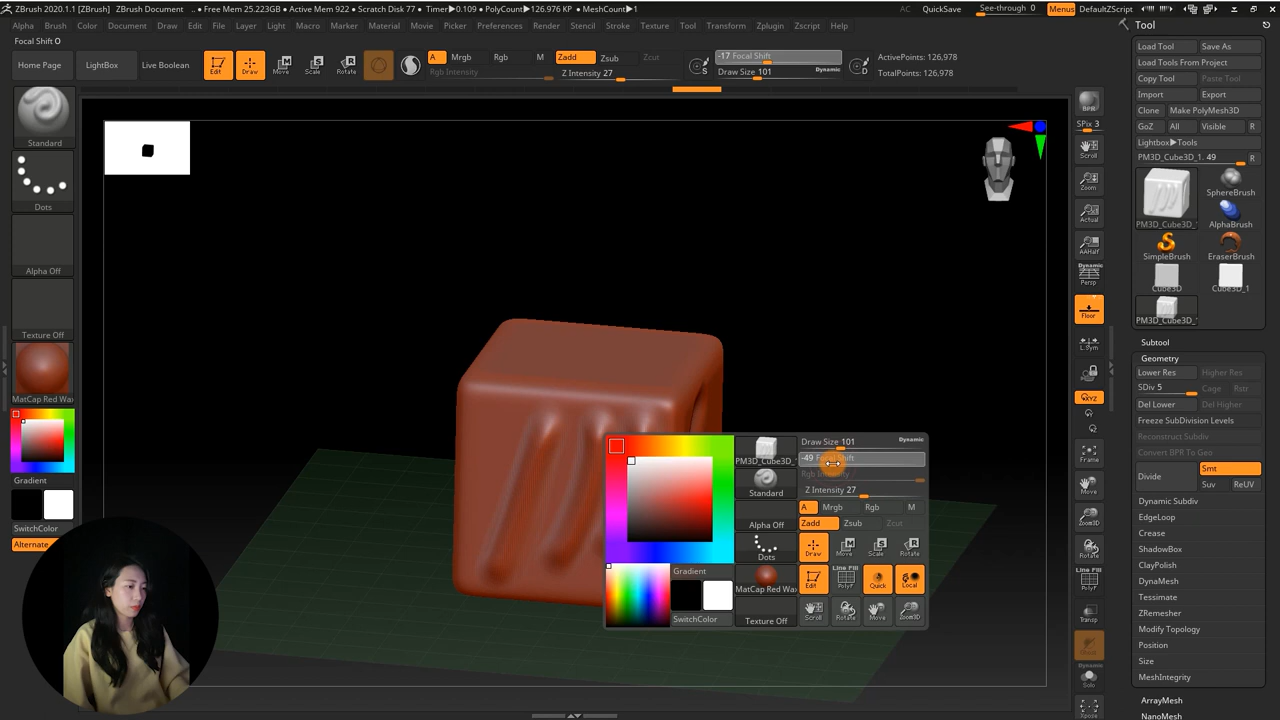 ZBrush 2020.1.1 [ZBrush] ZBrush Document .. • Free Mem 25.223GB • Active Mem 922 • Scratch Disk 77 • Timer▶0.109 • PolyCount▶126.976 KP • MeshCount▶1 AC QuickSave See-through 0 Menus DefaultZScript
Alpha Brush Color Document Draw Edit File Layer Light Macro Marker Material Movie Picker Preferences Render Stencil Stroke Texture Tool Transform Zplugin Zscript Help
Focal Shift O
Home Page LightBox Live Boolean Edit Draw Move Scale Rotate
A Mrgb Rgb M Zadd Zsub Zcut
Rgb Intensity Z Intensity 27
S -17 Focal Shift
Draw Size 101 Dynamic
D
ActivePoints: 126,978
TotalPoints: 126,978
Standard
Dots
Alpha Off
Texture Off
MatCap Red Wax
Gradient
SwitchColor
Alternate
PM3D_Cube3D_
Standard
Alpha Off
Dots
MatCap Red Wax
Texture Off
Gradient
SwitchColor
Draw Size 101 Dynamic
-49 Focal Shift
Rgb Intensity
Z Intensity 27
A Mrgb Rgb M
Zadd Zsub Zcut
Draw Move Scale Rotate
Line Fill
Edit PolyF Quick Local
Scroll Rotate Move Zoom3D
BPR
SPix 3
Scroll
Zoom
Actual
AAHalf
Dynamic
Persp
Floor
L.Sym
XYZ
Frame
Move
Zoom3D
Rotate
Line Fill
PolyF
Transp
Dynamic
Solo
Xpose
Tool
Load Tool Save As
Load Tools From Project
Copy Tool Paste Tool
Import Export
Clone Make PolyMesh3D
GoZ All Visible R
Lightbox▶Tools
PM3D_Cube3D_1. 49 R
SphereBrush
PM3D_Cube3D_ AlphaBrush
SimpleBrush EraserBrush
Cube3D Cube3D_1
PM3D_Cube3D_
Subtool
Geometry
Lower Res Higher Res
SDiv 5 Cage Rstr
Del Lower Del Higher
Freeze SubDivision Levels
Reconstruct Subdiv
Convert BPR To Geo
Divide Smt
Suv ReUV
Dynamic Subdiv
EdgeLoop
Crease
ShadowBox
ClayPolish
DynaMesh
Tessimate
ZRemesher
Modify Topology
Position
Size
MeshIntegrity
ArrayMesh
NanoMesh